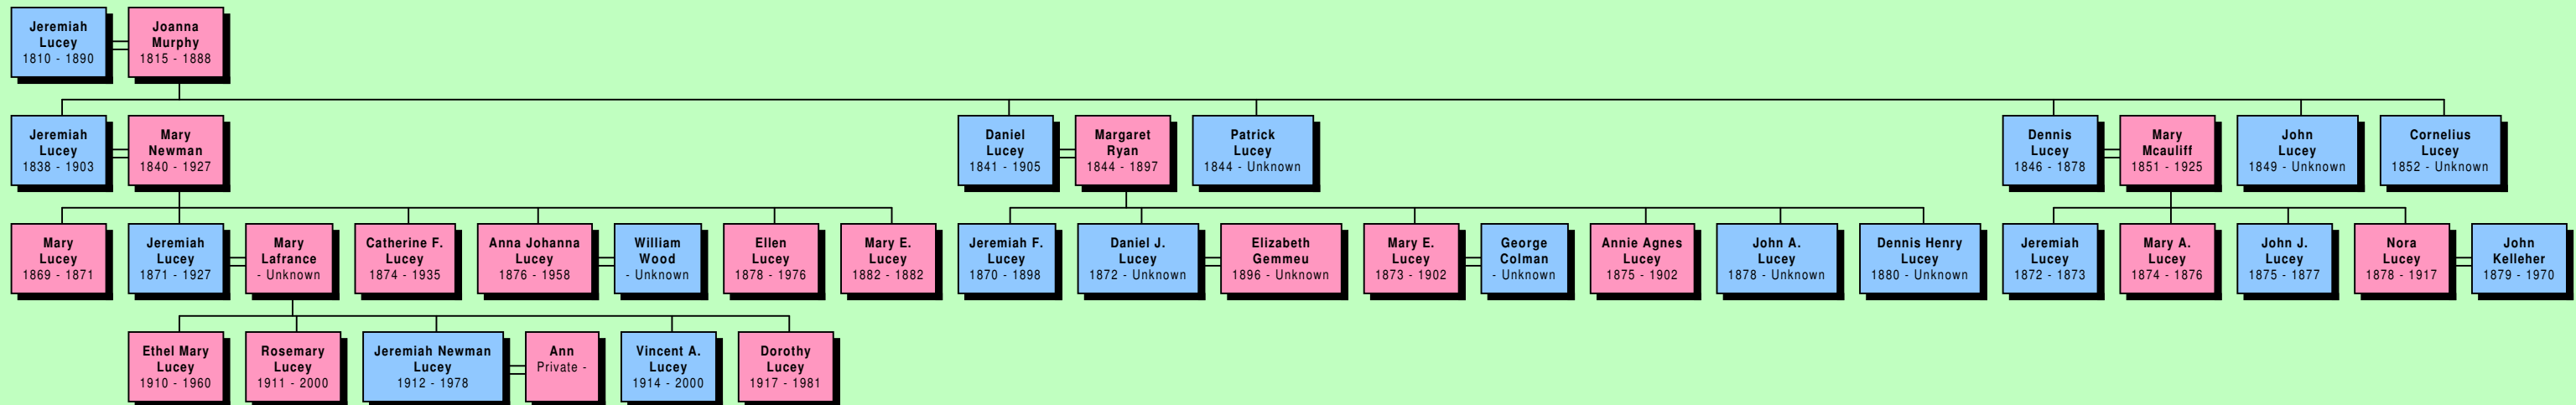 Jeremiah
Lucey
1810 - 1890
Joanna
Murphy
1815 - 1888
Jeremiah
Lucey
1838 - 1903
Mary
Newman
1840 - 1927
Daniel
Lucey
1841 - 1905
Margaret
Ryan
1844 - 1897
Patrick
Lucey
1844 - Unknown
Dennis
Lucey
1846 - 1878
Mary
Mcauliff
1851 - 1925
John
Lucey
1849 - Unknown
Cornelius
Lucey
1852 - Unknown
Mary
Lucey
1869 - 1871
Jeremiah
Lucey
1871 - 1927
Mary
Lafrance
- Unknown
Catherine F.
Lucey
1874 - 1935
Anna Johanna
Lucey
1876 - 1958
William
Wood
- Unknown
Ellen
Lucey
1878 - 1976
Mary E.
Lucey
1882 - 1882
Jeremiah F.
Lucey
1870 - 1898
Daniel J.
Lucey
1872 - Unknown
Elizabeth
Gemmeu
1896 - Unknown
Mary E.
Lucey
1873 - 1902
George
Colman
- Unknown
Annie Agnes
Lucey
1875 - 1902
John A.
Lucey
1878 - Unknown
Dennis Henry
Lucey
1880 - Unknown
Jeremiah
Lucey
1872 - 1873
Mary A.
Lucey
1874 - 1876
John J.
Lucey
1875 - 1877
Nora
Lucey
1878 - 1917
John
Kelleher
1879 - 1970
Ethel Mary
Lucey
1910 - 1960
Rosemary
Lucey
1911 - 2000
Jeremiah Newman
Lucey
1912 - 1978
Ann
Private -
Vincent A.
Lucey
1914 - 2000
Dorothy
Lucey
1917 - 1981